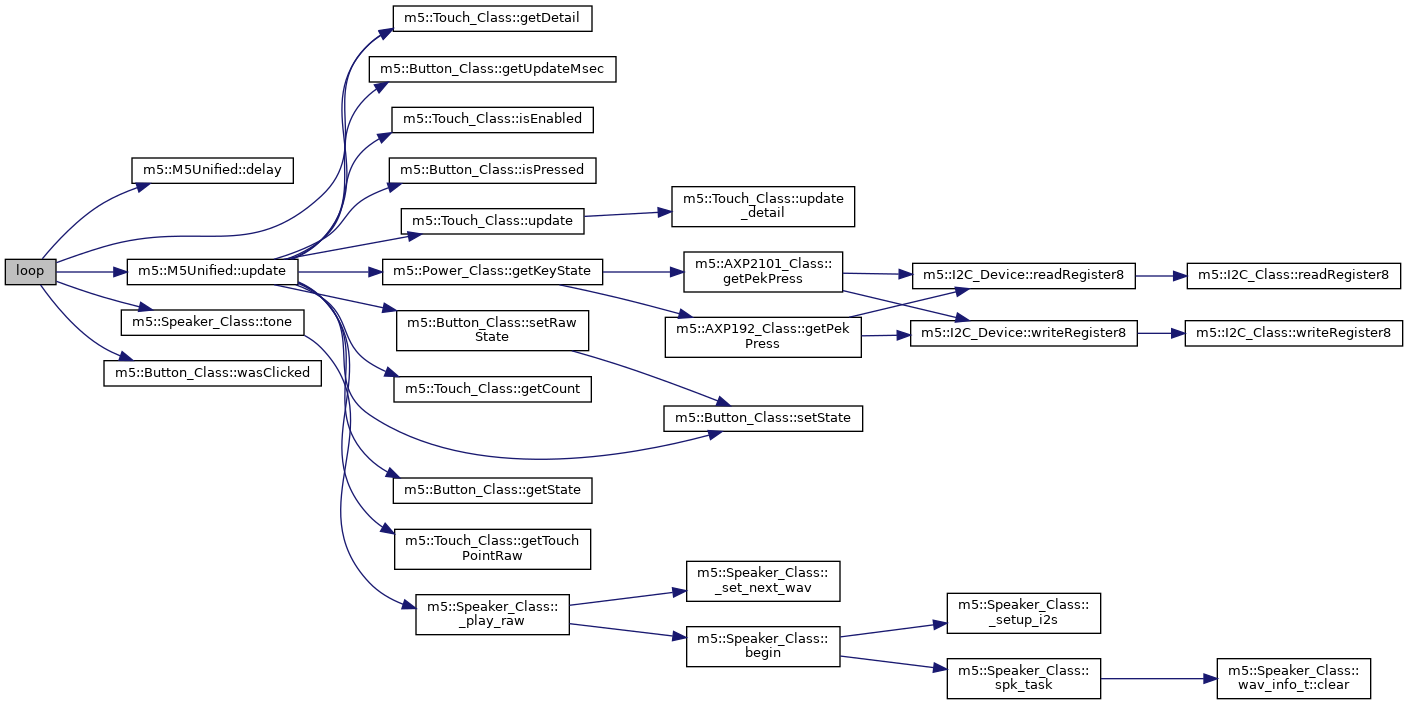 m5::Touch_Class::getDetail
m5::Button_Class::getUpdateMsec
m5::Touch_Class::isEnabled
m5::M5Unified::delay
m5::Button_Class::isPressed
m5::Touch_Class::update
m5::Touch_Class::update
_detail
loop
m5::M5Unified::update
m5::Power_Class::getKeyState
m5::AXP2101_Class::
getPekPress
m5::I2C_Device::readRegister8
m5::I2C_Class::readRegister8
m5::Speaker_Class::tone
m5::Button_Class::setRaw
State
m5::AXP192_Class::getPek
Press
m5::I2C_Device::writeRegister8
m5::I2C_Class::writeRegister8
m5::Button_Class::wasClicked
m5::Touch_Class::getCount
m5::Button_Class::setState
m5::Button_Class::getState
m5::Touch_Class::getTouch
PointRaw
m5::Speaker_Class::
_play_raw
m5::Speaker_Class::
_set_next_wav
m5::Speaker_Class::
begin
m5::Speaker_Class::
_setup_i2s
m5::Speaker_Class::
spk_task
m5::Speaker_Class::
wav_info_t::clear